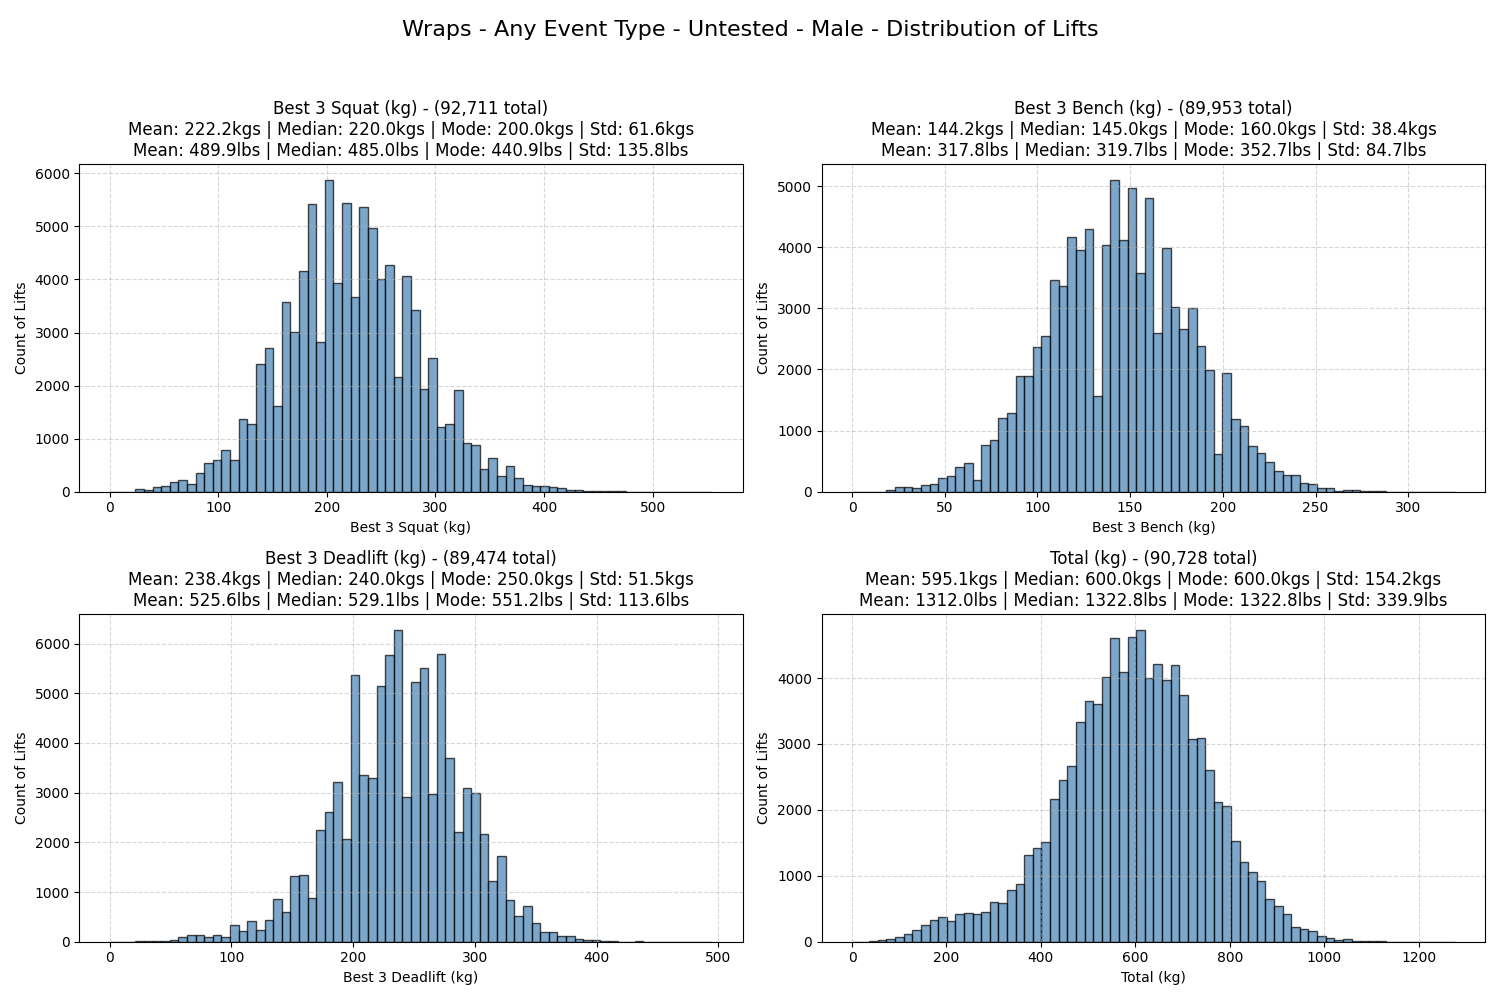 Wraps - Any Event Type - Untested - Male - Distribution of Lifts
Best 3 Squat (kg) - (92,711 total)
Mean: 222.2kgs | Median: 220.0kgs | Mode: 200.0kgs | Std: 61.6kgs
Mean: 489.9lbs | Median: 485.0lbs | Mode: 440.9lbs | Std: 135.8lbs
6000
5000
4000
3000
2000
1000
0
Count of Lifts
0 100 200 300 400 500
Best 3 Squat (kg)
Best 3 Bench (kg) - (89,953 total)
Mean: 144.2kgs | Median: 145.0kgs | Mode: 160.0kgs | Std: 38.4kgs
Mean: 317.8lbs | Median: 319.7lbs | Mode: 352.7lbs | Std: 84.7lbs
5000
4000
3000
2000
1000
0
Count of Lifts
0 50 100 150 200 250 300
Best 3 Bench (kg)
Best 3 Deadlift (kg) - (89,474 total)
Mean: 238.4kgs | Median: 240.0kgs | Mode: 250.0kgs | Std: 51.5kgs
Mean: 525.6lbs | Median: 529.1lbs | Mode: 551.2lbs | Std: 113.6lbs
6000
5000
4000
3000
2000
1000
0
Count of Lifts
0 100 200 300 400 500
Best 3 Deadlift (kg)
Total (kg) - (90,728 total)
Mean: 595.1kgs | Median: 600.0kgs | Mode: 600.0kgs | Std: 154.2kgs
Mean: 1312.0lbs | Median: 1322.8lbs | Mode: 1322.8lbs | Std: 339.9lbs
4000
3000
2000
1000
0
Count of Lifts
0 200 400 600 800 1000 1200
Total (kg)